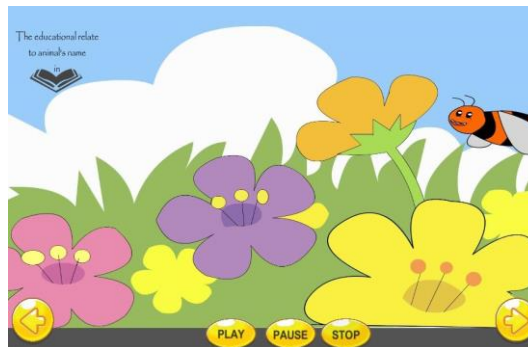 The educational relate
to animal's name
in
PLAY
PAUSE
STOP